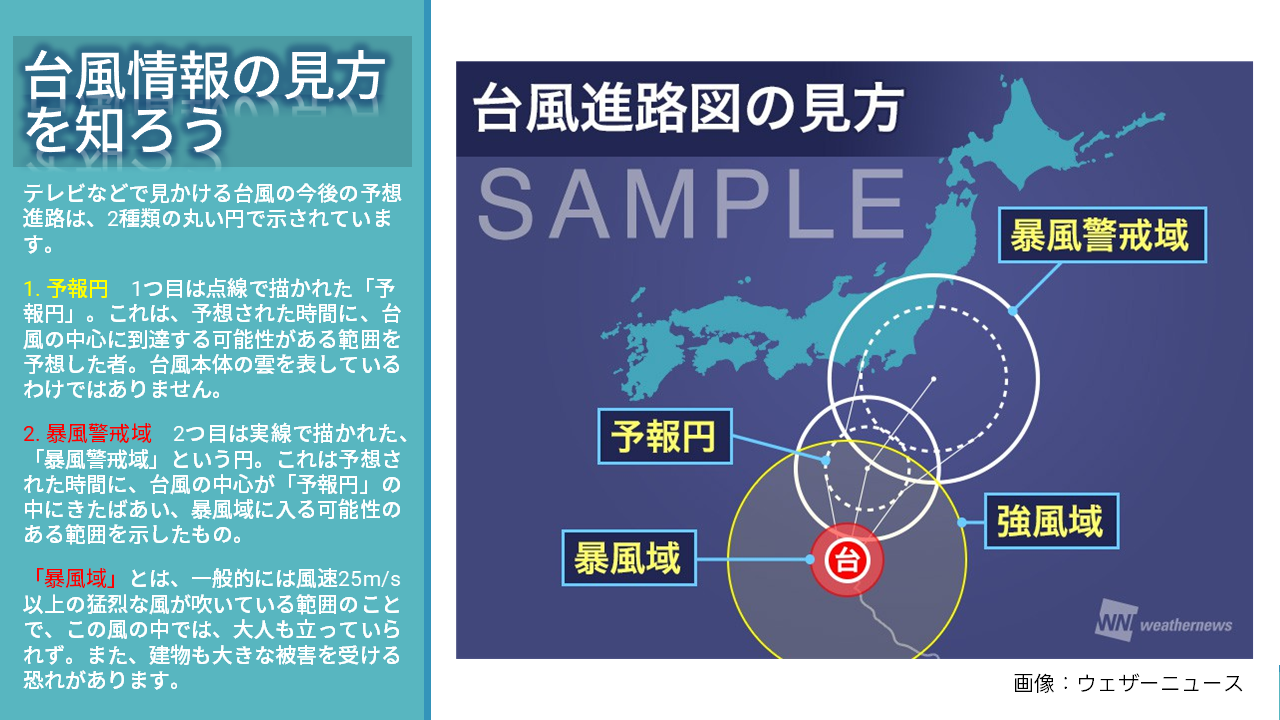 台風情報の見方
を知ろう
テレビなどで見かける台風の今後の予想
進路は、2種類の丸い円で示されていま
す。
1. 予報円　1つ目は点線で描かれた「予
報円」。これは、予想された時間に、台
風の中心に到達する可能性がある範囲を
予想した者。台風本体の雲を表している
わけではありません。
2. 暴風警戒域　2つ目は実線で描かれた、
「暴風警戒域」という円。これは予想さ
れた時間に、台風の中心が「予報円」の
中にきたばあい、暴風域に入る可能性の
ある範囲を示したもの。
「暴風域」とは、一般的には風速25m/s
以上の猛烈な風が吹いている範囲のこと
で、この風の中では、大人も立っていら
れず。また、建物も大きな被害を受ける
恐れがあります。
台風進路図の見方
SAMPLE
暴風警戒域
予報円
強風域
暴風域
台
WN weathernews
画像：ウェザーニュース